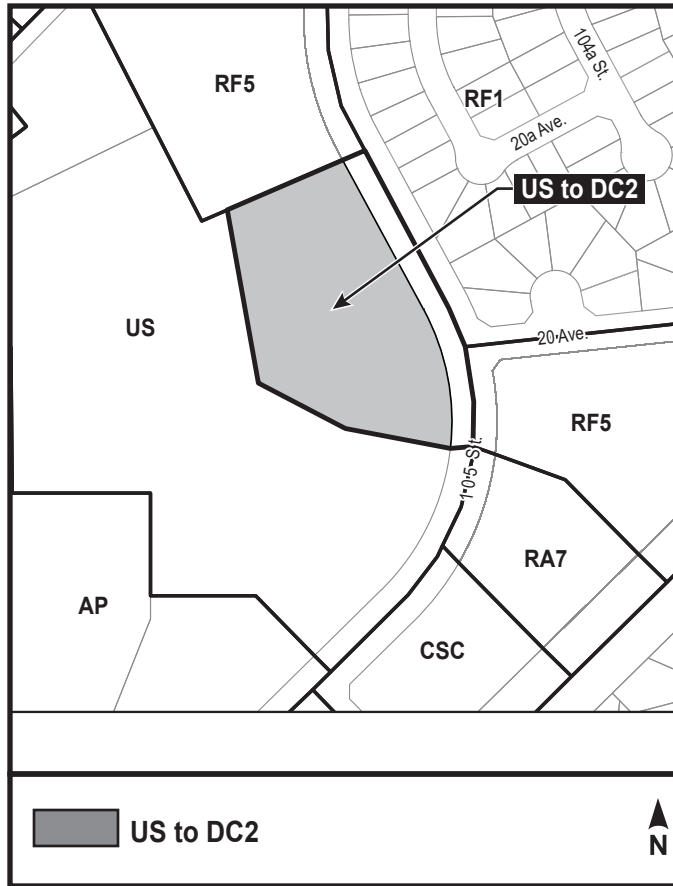 RF5
RF1
104a St.
20a Ave.
US to DC2
US
20 Ave.
RF5
105 St.
RA7
AP
CSC
US to DC2
N